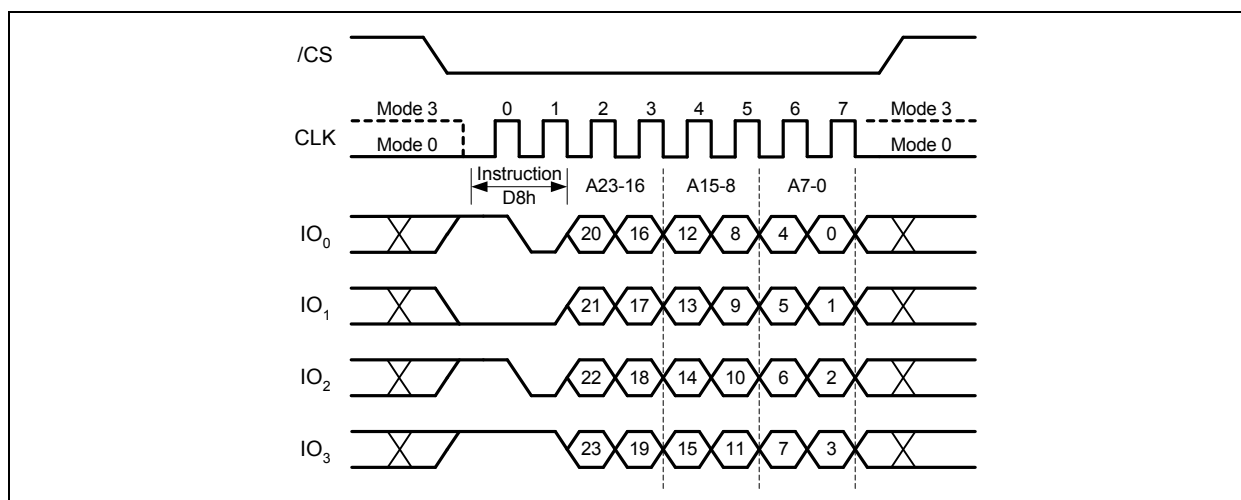 /CS
Mode 3 0 1 2 3 4 5 6 7 Mode 3
CLK
Mode 0 Mode 0
Instruction A23-16 A15-8 A7-0
D8h
IO0 20 16 12 8 4 0
IO1 21 17 13 9 5 1
IO2 22 18 14 10 6 2
IO3 23 19 15 11 7 3